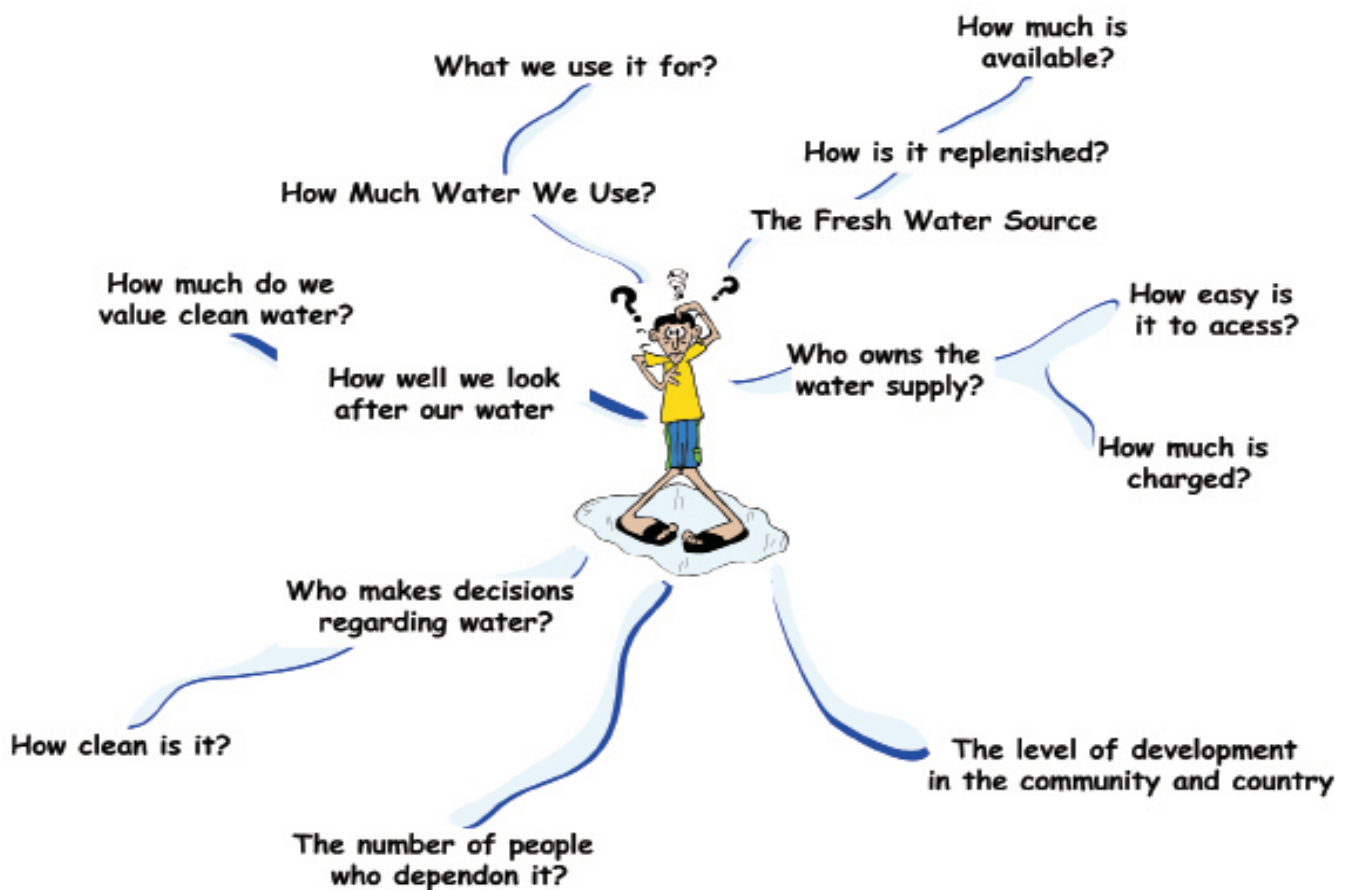 How much is
available?
What we use it for?
How is it replenished?
How Much Water We Use?
The Fresh Water Source
How much do we
value clean water?
How easy is
it to acess?
Who owns the
water supply?
How well we look
after our water
How much is
charged?
Who makes decisions
regarding water?
How clean is it?
The level of development
in the community and country
The number of people
who dependon it?